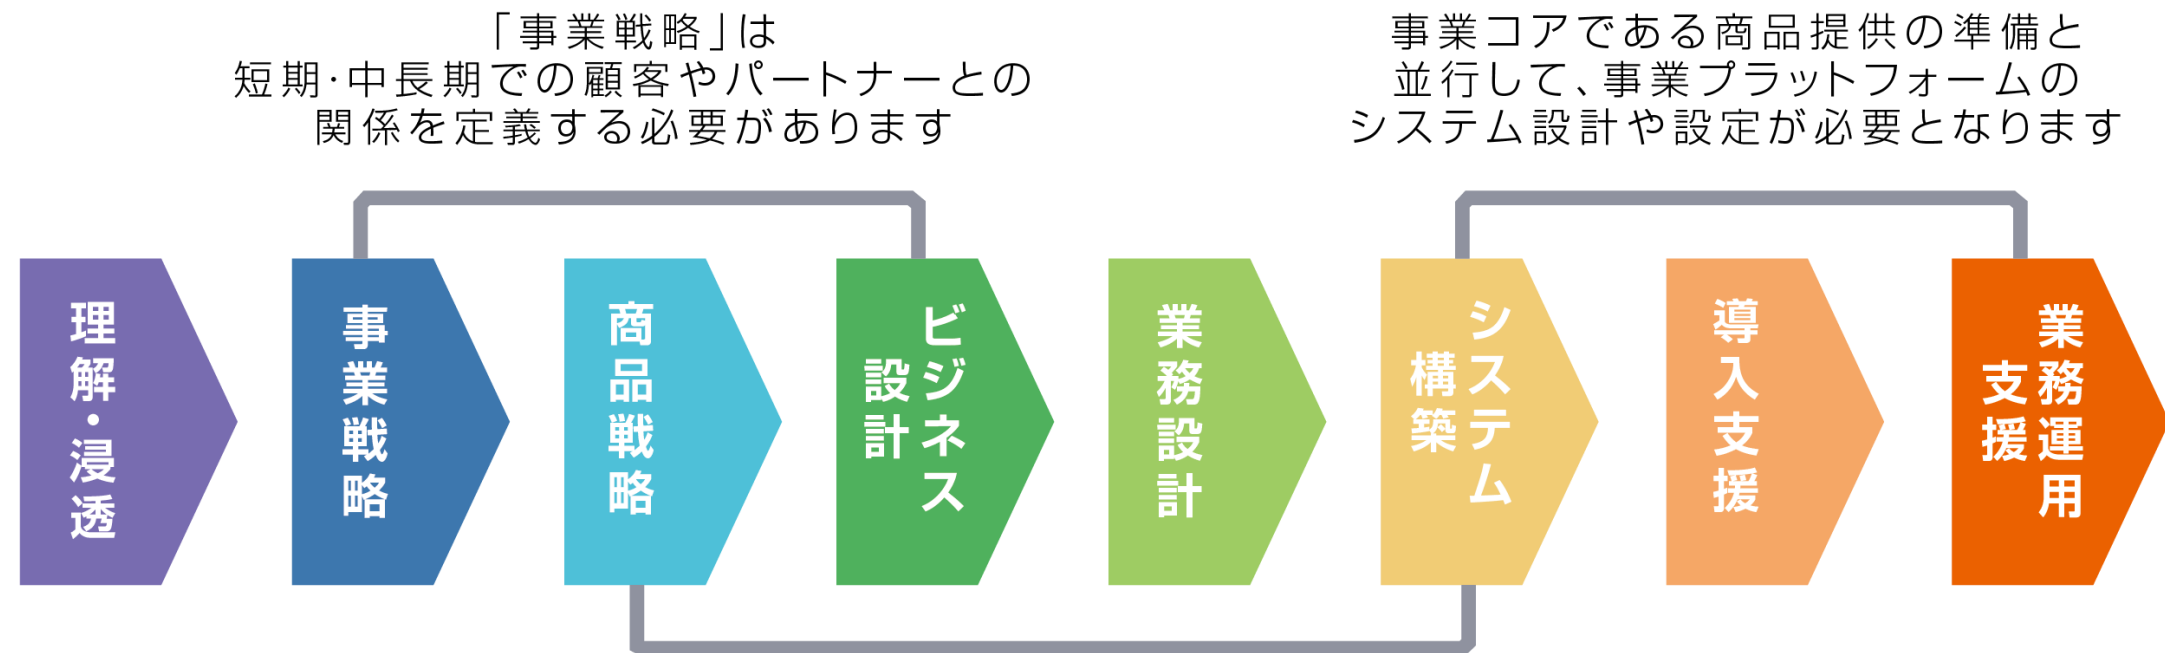 「事業戦略」は
短期･中長期での顧客やパートナーとの
関係を定義する必要があります
事業コアである商品提供の準備と
並行して、事業プラットフォームの
システム設計や設定が必要となります
理解・浸透
事業戦略
商品戦略
ビジネス
設計
業務設計
システム
構築
導入支援
業務運用
支援